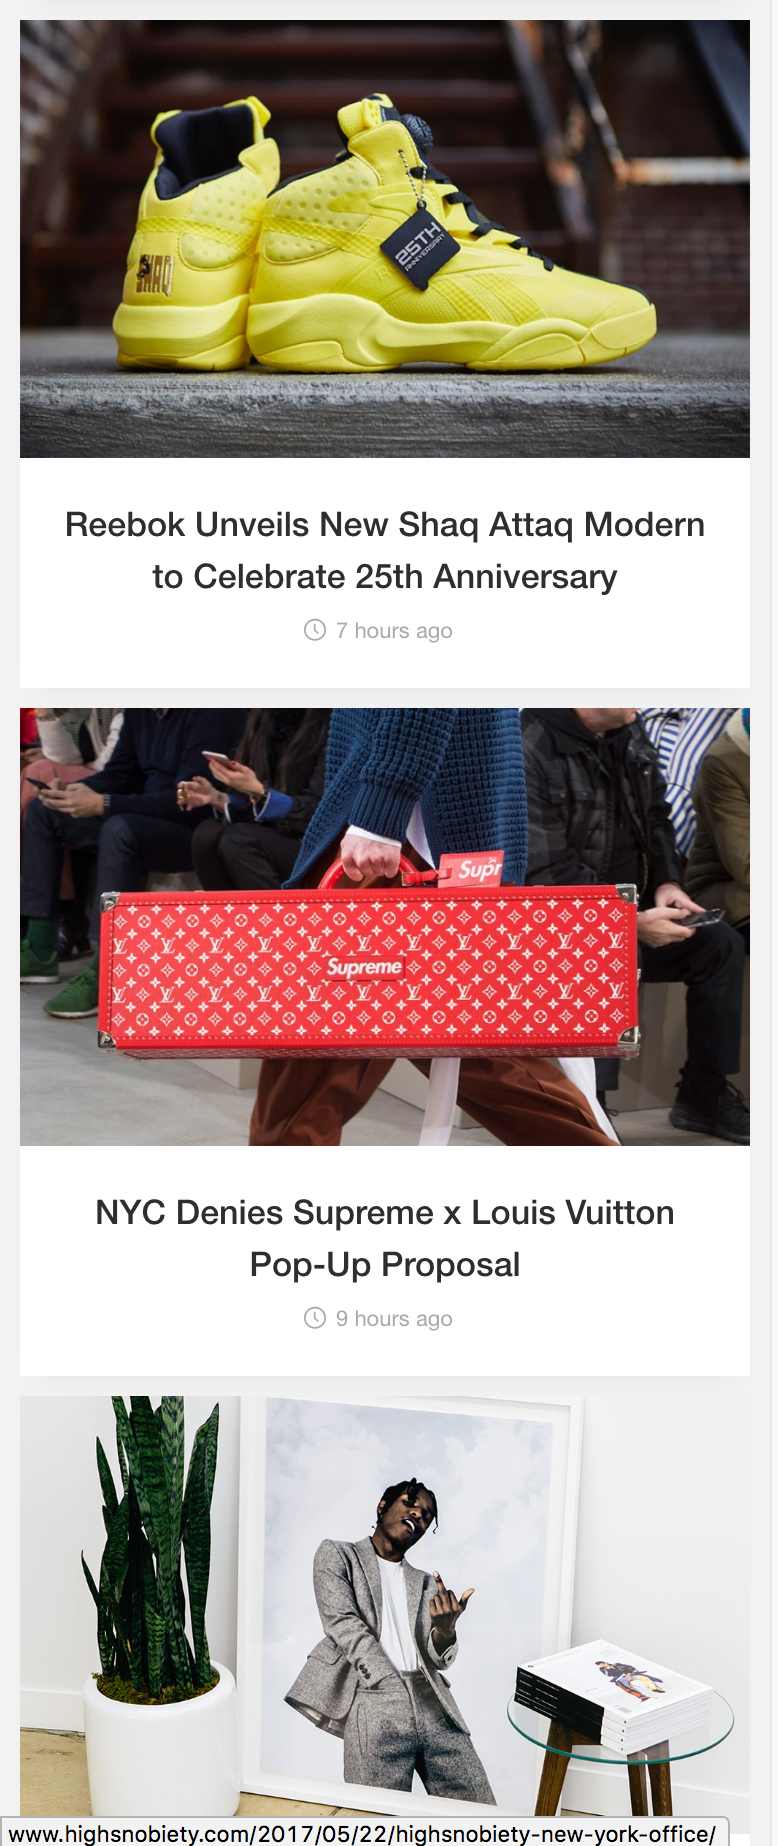 SHAQ
25TH
ANNIVERSARY
Reebok Unveils New Shaq Attaq Modern
to Celebrate 25th Anniversary
7 hours ago
Supr
Supreme
NYC Denies Supreme x Louis Vuitton
Pop-Up Proposal
9 hours ago
www.highsnobiety.com/2017/05/22/highsnobiety-new-york-office/